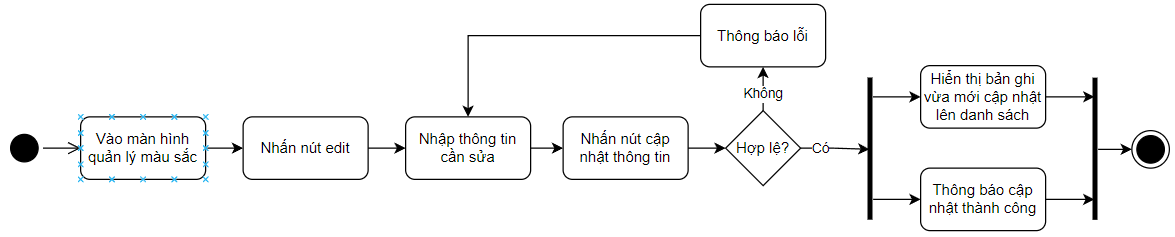 Thông báo lỗi
Không
Vào màn hình
quản lý màu sắc
Nhấn nút edit
Nhập thông tin
cần sửa
Nhấn nút cập
nhật thông tin
Hợp lệ?
Có
Hiển thị bản ghi
vừa mới cập nhật
lên danh sách
Thông báo cập
nhật thành công